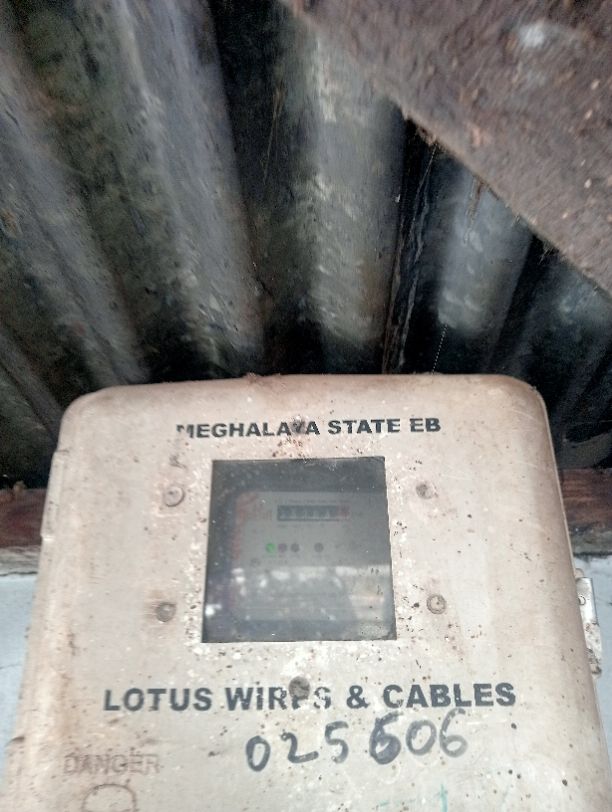 MEGHALAYA STATE EB
LOTUS WIRES & CABLES
025606
DANGER